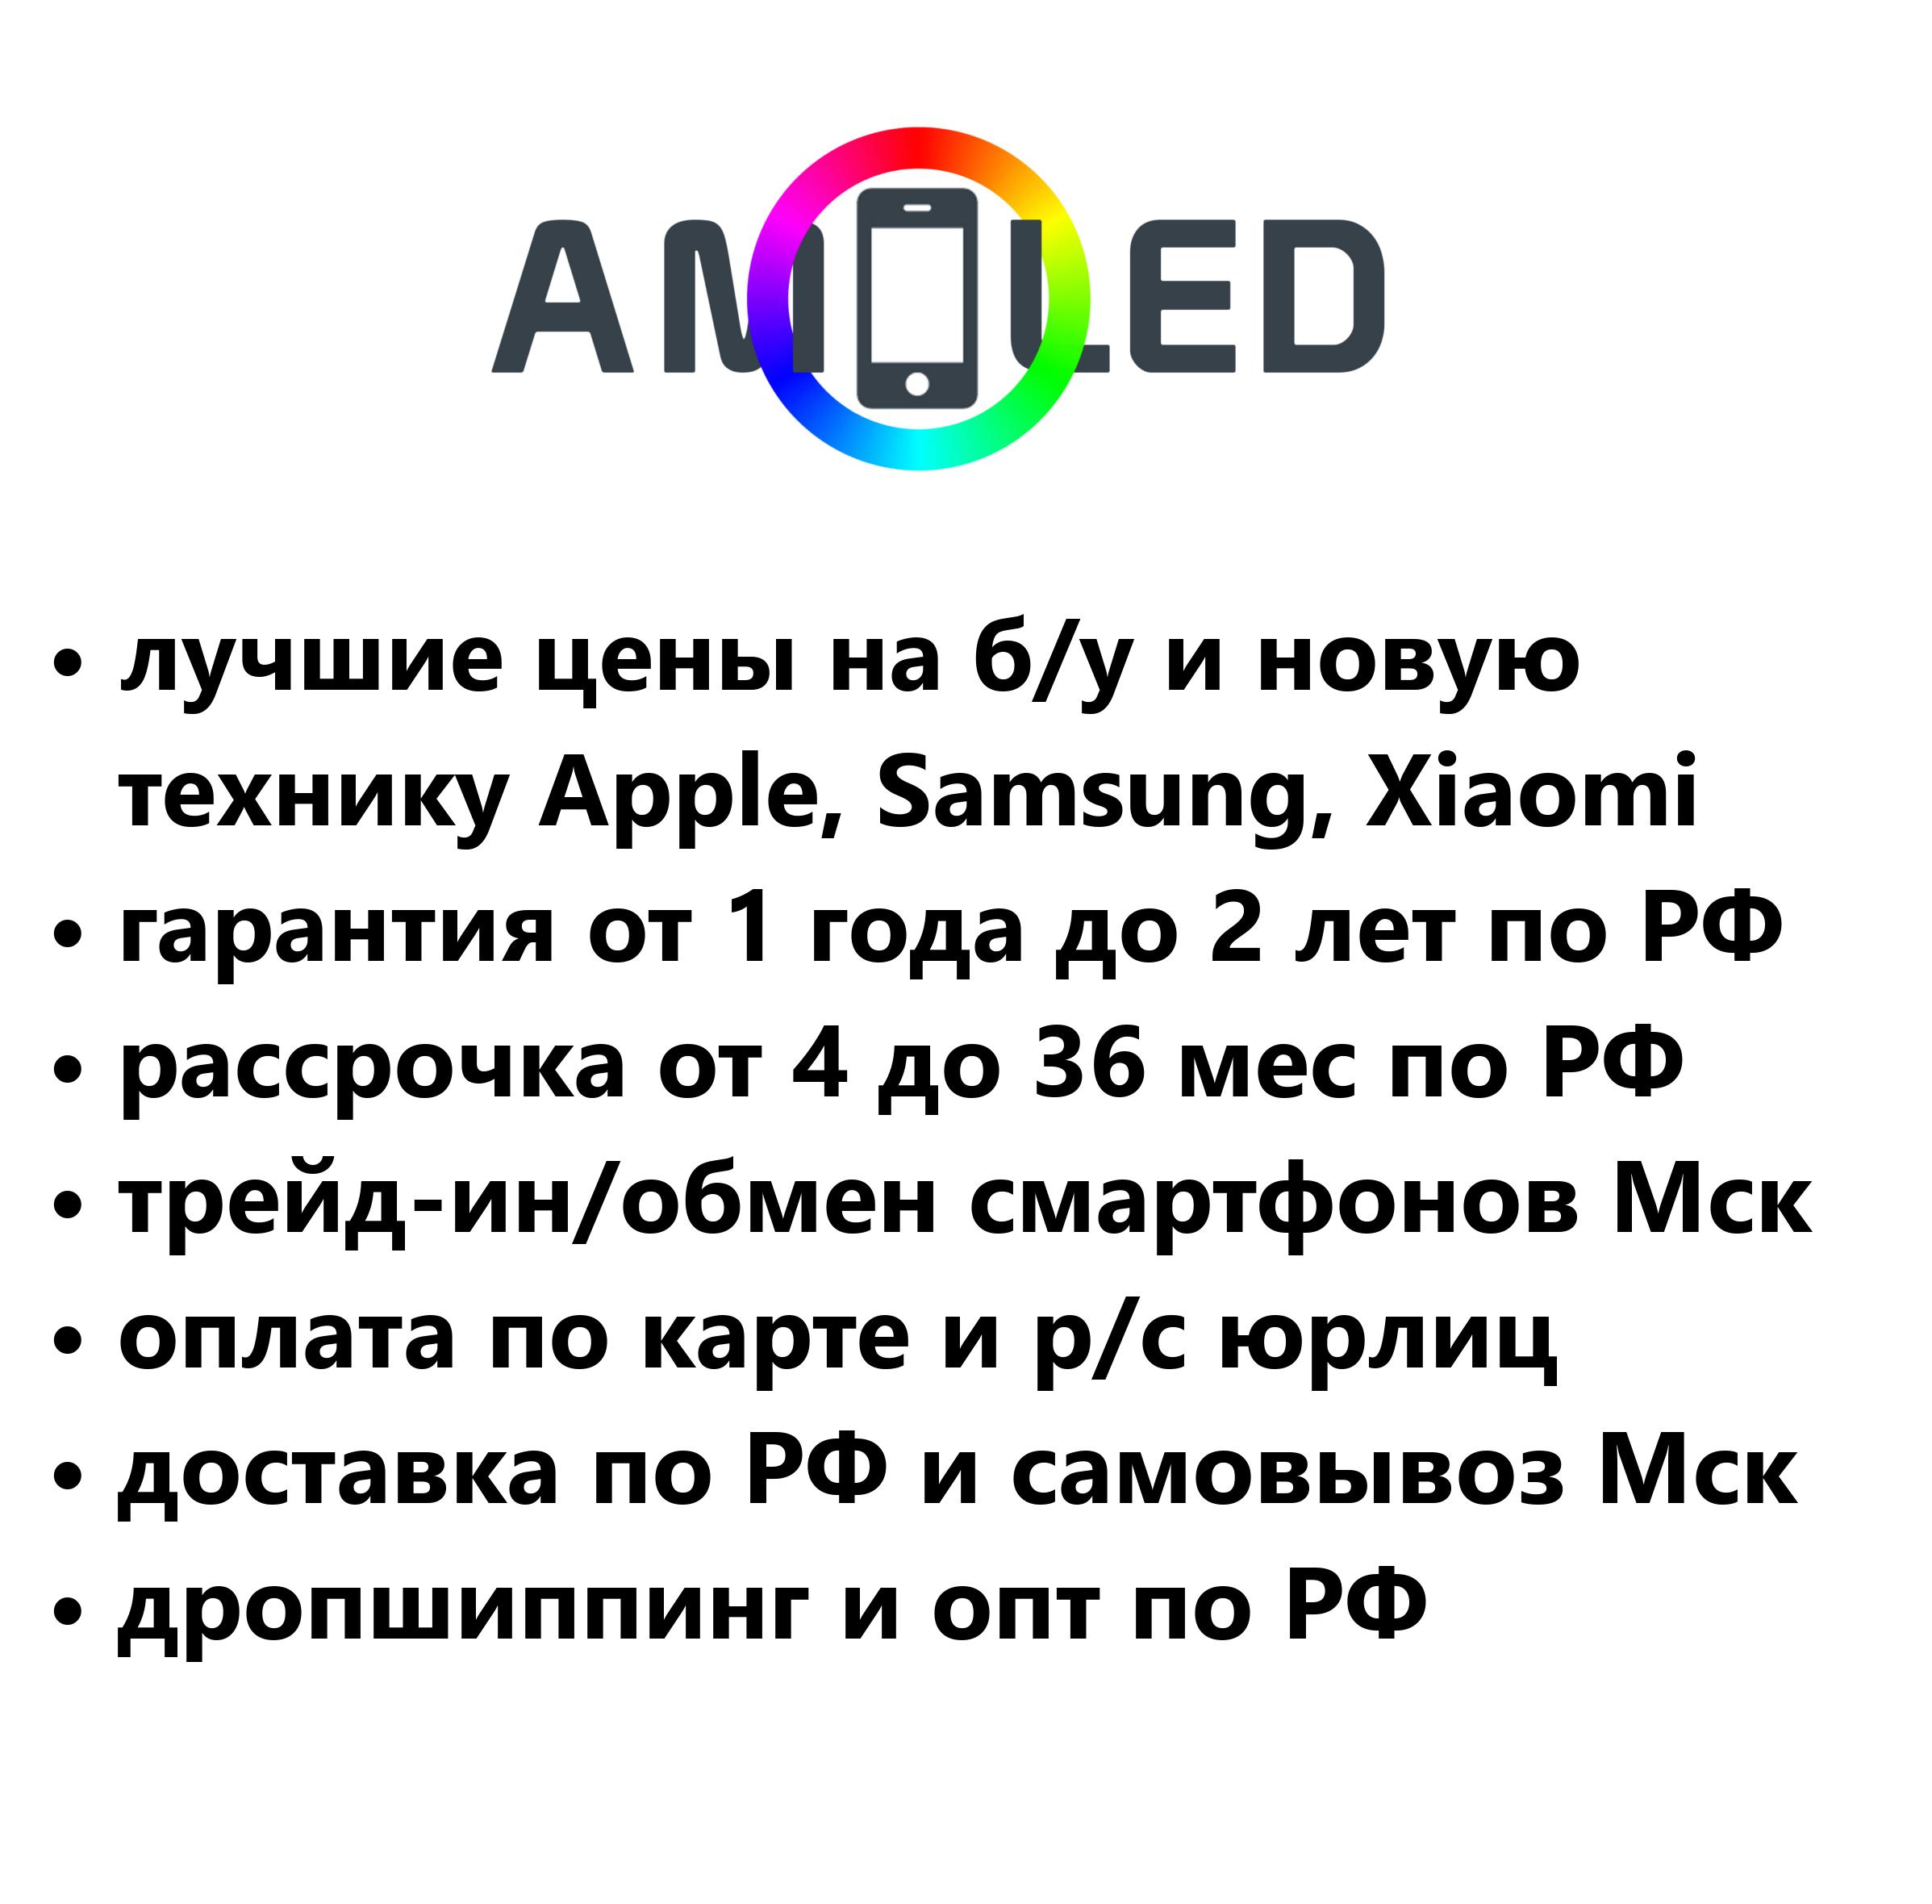 AMOLED
• лучшие цены на б/у и новую
технику Apple, Samsung, Xiaomi
• гарантия от 1 года до 2 лет по РФ
• рассрочка от 4 до 36 мес по РФ
• трейд-ин/обмен смартфонов Мск
• оплата по карте и р/с юрлиц
• доставка по РФ и самовывоз Мск
• дропшиппинг и опт по РФ